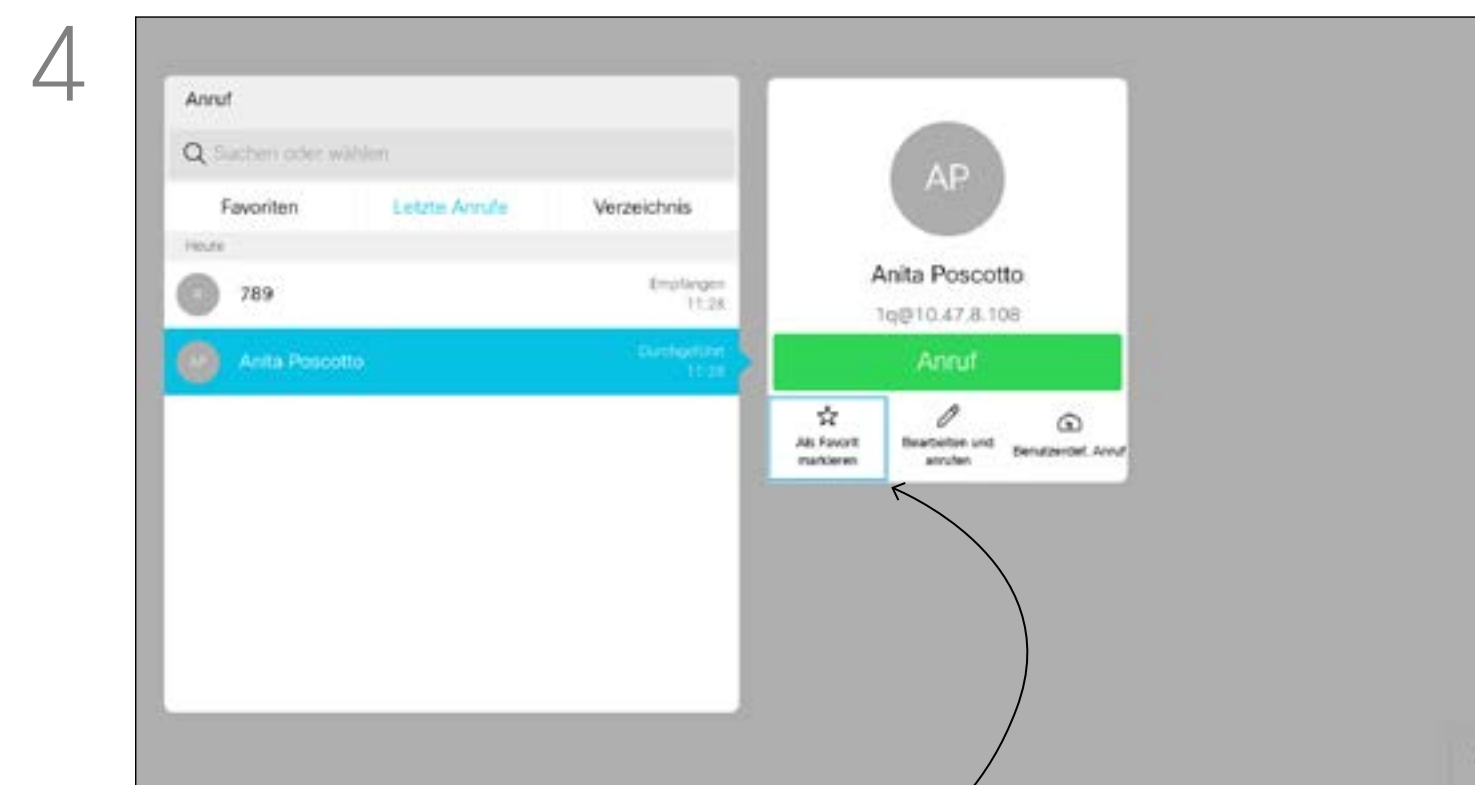 4
Anruf
Suchen oder wählen
Favoriten Letzte Anrufe Verzeichnis
Heute
789 Empfangen
11:28
AP Anita Poscotto Durchgeführt
11:28
AP
Anita Poscotto
1q@10.47.8.108
Anruf
Als Favorit
markieren
Bearbeiten und
anrufen
Benutzerdef. Anruf